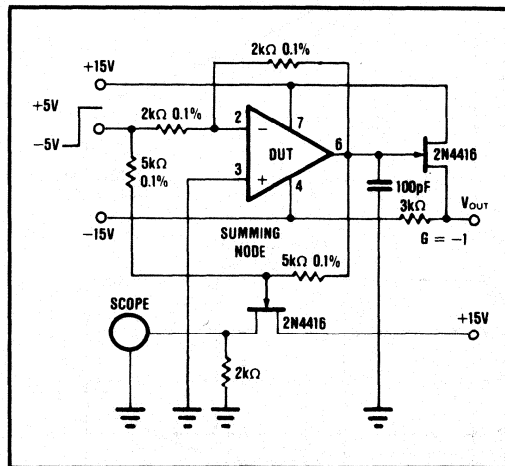 2kΩ 0.1%
+15V
+5V
2kΩ 0.1%
2
7
−5V
−
DUT
6
2N4416
5kΩ
0.1%
3
+
4
100pF
3kΩ
VOUT
−15V
SUMMING
NODE
G = −1
5kΩ 0.1%
SCOPE
2N4416
+15V
2kΩ